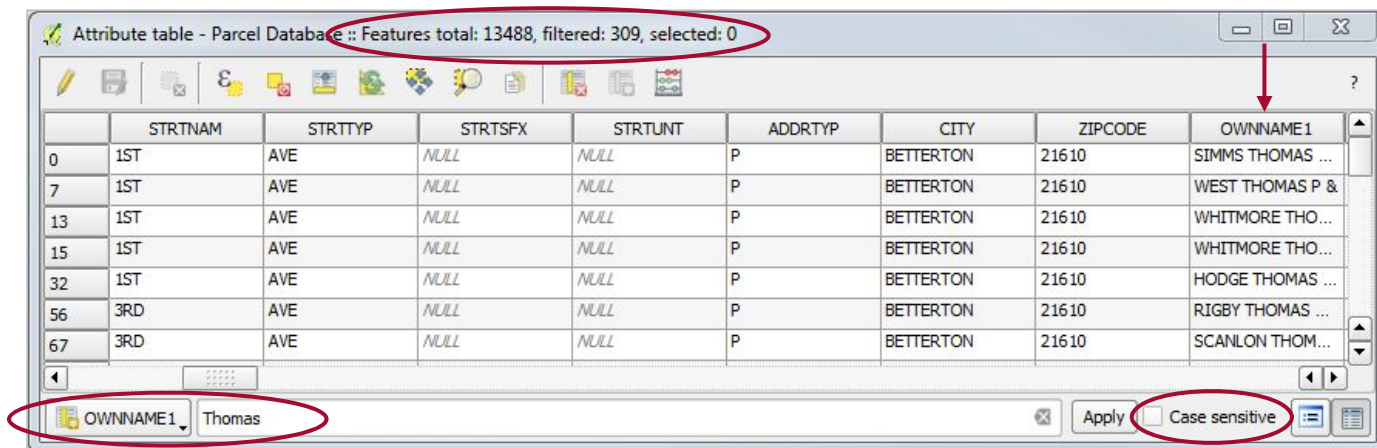 Attribute table - Parcel Database :: Features total: 13488, filtered: 309, selected: 0
?
STRTNAM STRTTYP STRTSFX STRTUNT ADDRTYP CITY ZIPCODE OWNNAME1
0 1ST AVE NULL NULL P BETTERTON 21610 SIMMS THOMAS ...
7 1ST AVE NULL NULL P BETTERTON 21610 WEST THOMAS P &
13 1ST AVE NULL NULL P BETTERTON 21610 WHITMORE THO...
15 1ST AVE NULL NULL P BETTERTON 21610 WHITMORE THO...
32 1ST AVE NULL NULL P BETTERTON 21610 HODGE THOMAS ...
56 3RD AVE NULL NULL P BETTERTON 21610 RIGBY THOMAS ...
67 3RD AVE NULL NULL P BETTERTON 21610 SCANLON THOM...
OWNNAME1 Thomas Apply Case sensitive